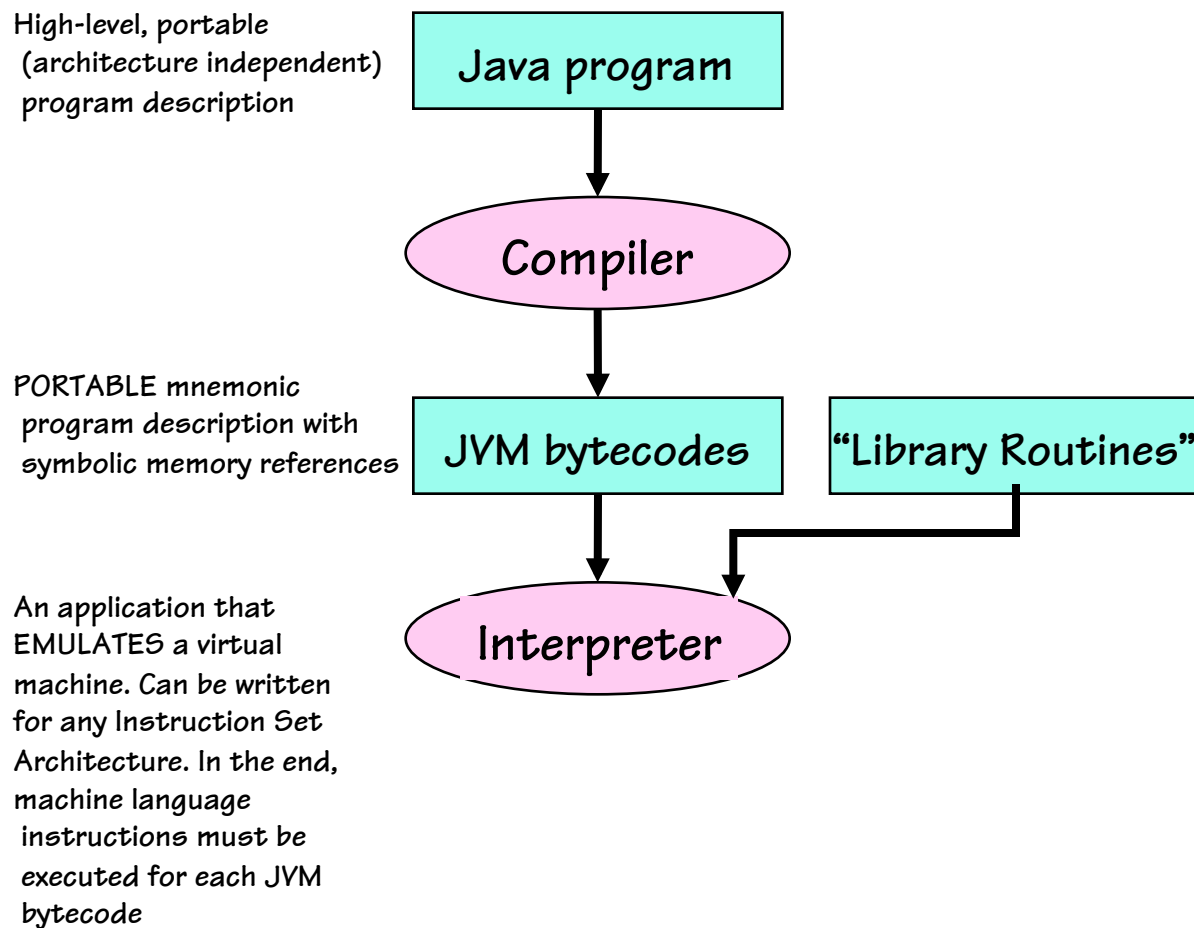 High-level, portable
(architecture independent)
program description
Java program
Compiler
PORTABLE mnemonic
program description with
symbolic memory references
JVM bytecodes
“Library Routines”
An application that
EMULATES a virtual
machine. Can be written
for any Instruction Set
Architecture. In the end,
machine language
instructions must be
executed for each JVM
bytecode
Interpreter